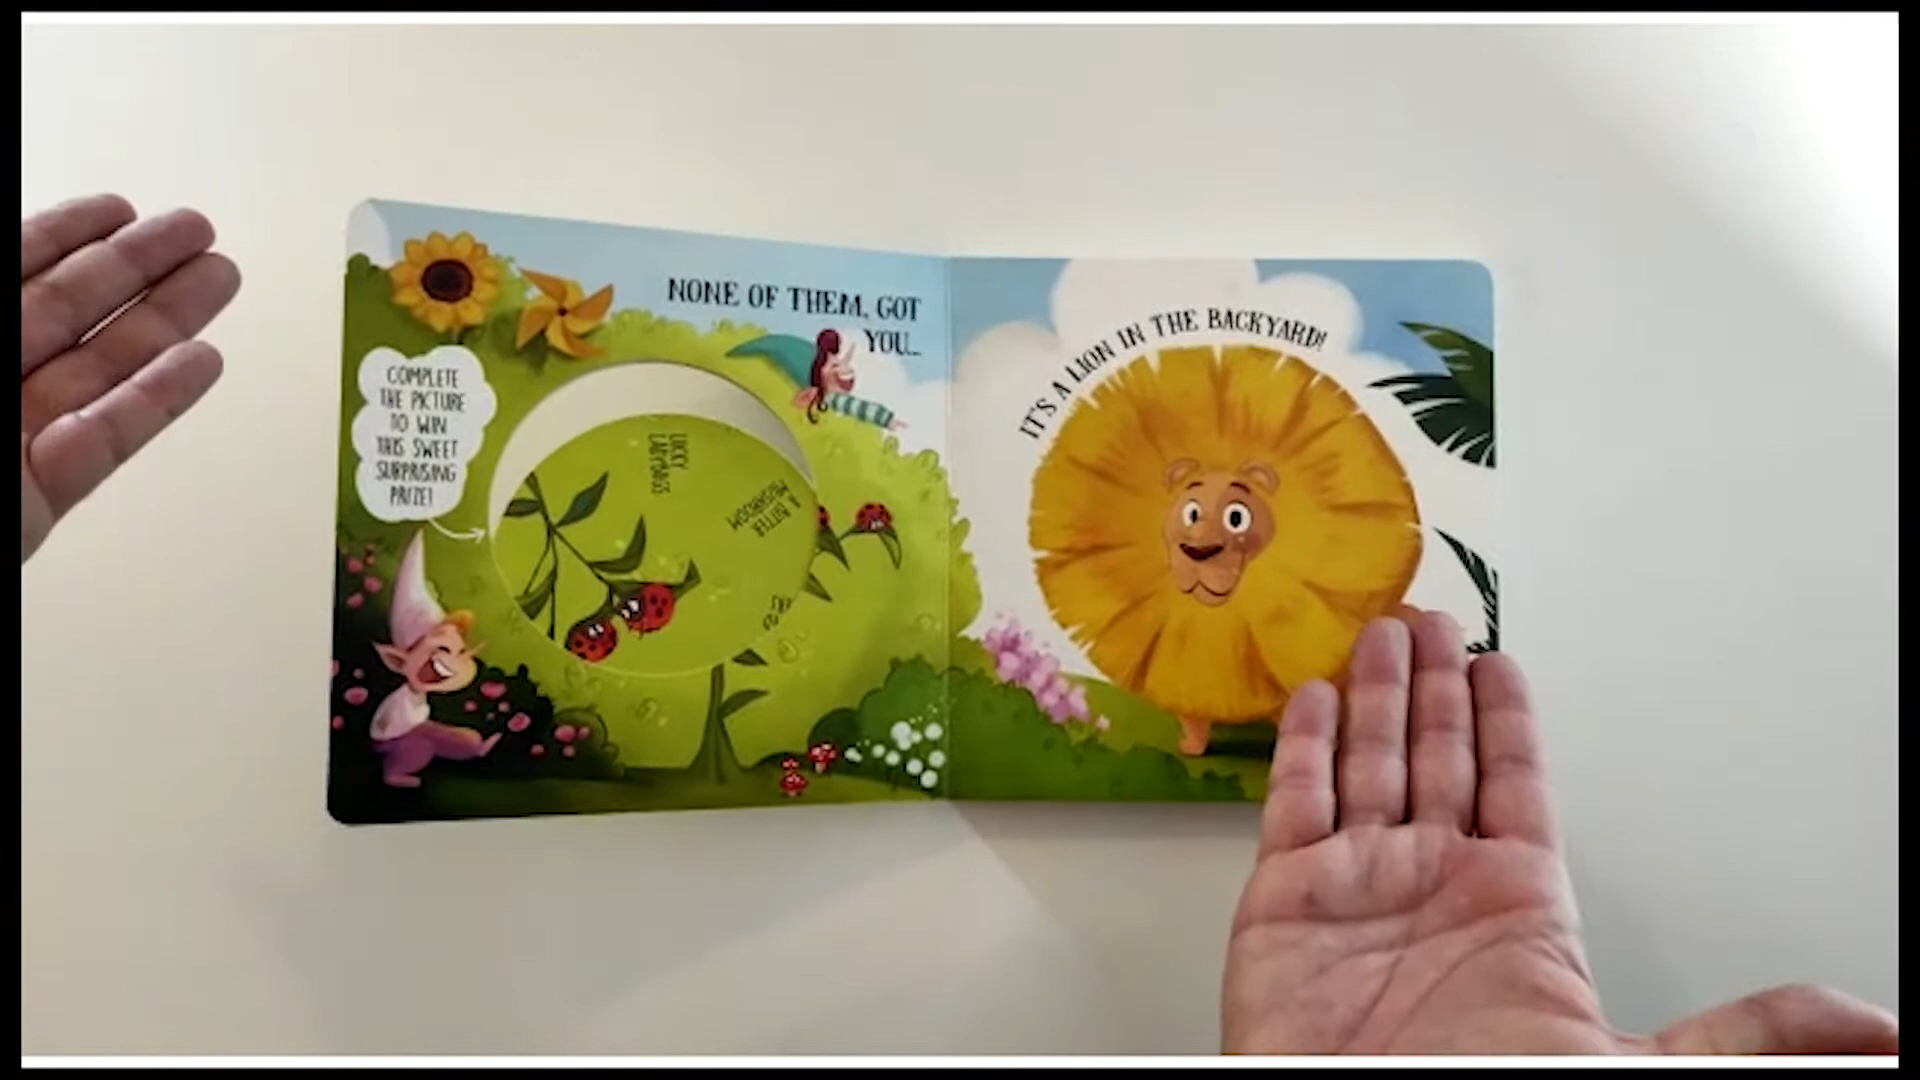 NONE OF THEM, GOT
YOU...
COMPLETE
THE PICTURE
TO WIN
THIS SWEET
SURPRISING
PRIZE!
LUCKY
LADYBUGS
A BITTER
MUSHROOM
IT'S A LION IN THE BACKYARD!